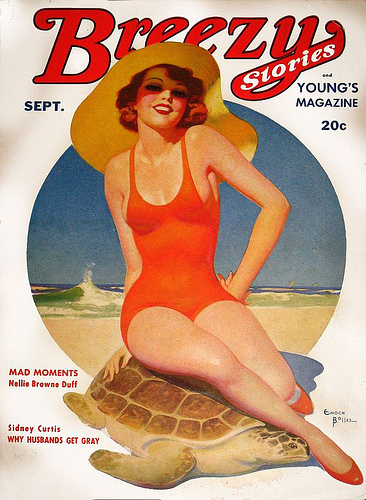 Breezy
Stories
and
YOUNG'S
MAGAZINE
SEPT.
20c
MAD MOMENTS
Nellie Browne Duff
Sidney Curtis
WHY HUSBANDS GET GRAY
ENOCH
BOLLES